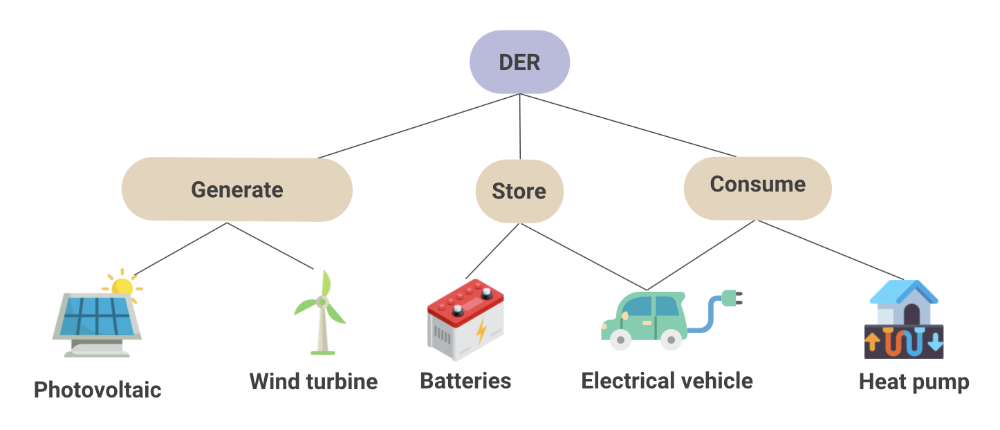 DER
Generate
Store
Consume
Photovoltaic
Wind turbine
Batteries
Electrical vehicle
Heat pump